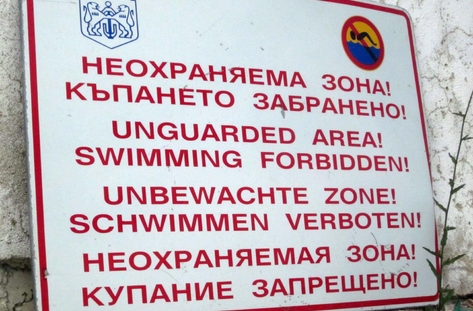 НЕОХРАНЯЕМА ЗОНА!
КЪПАНЕТО ЗАБРАНЕНО!
UNGUARDED AREA!
SWIMMING FORBIDDEN!
UNBEWACHTE ZONE!
SCHWIMMEN VERBOTEN!
НЕОХРАНЯЕМАЯ ЗОНА!
КУПАНИЕ ЗАПРЕЩЕНО!